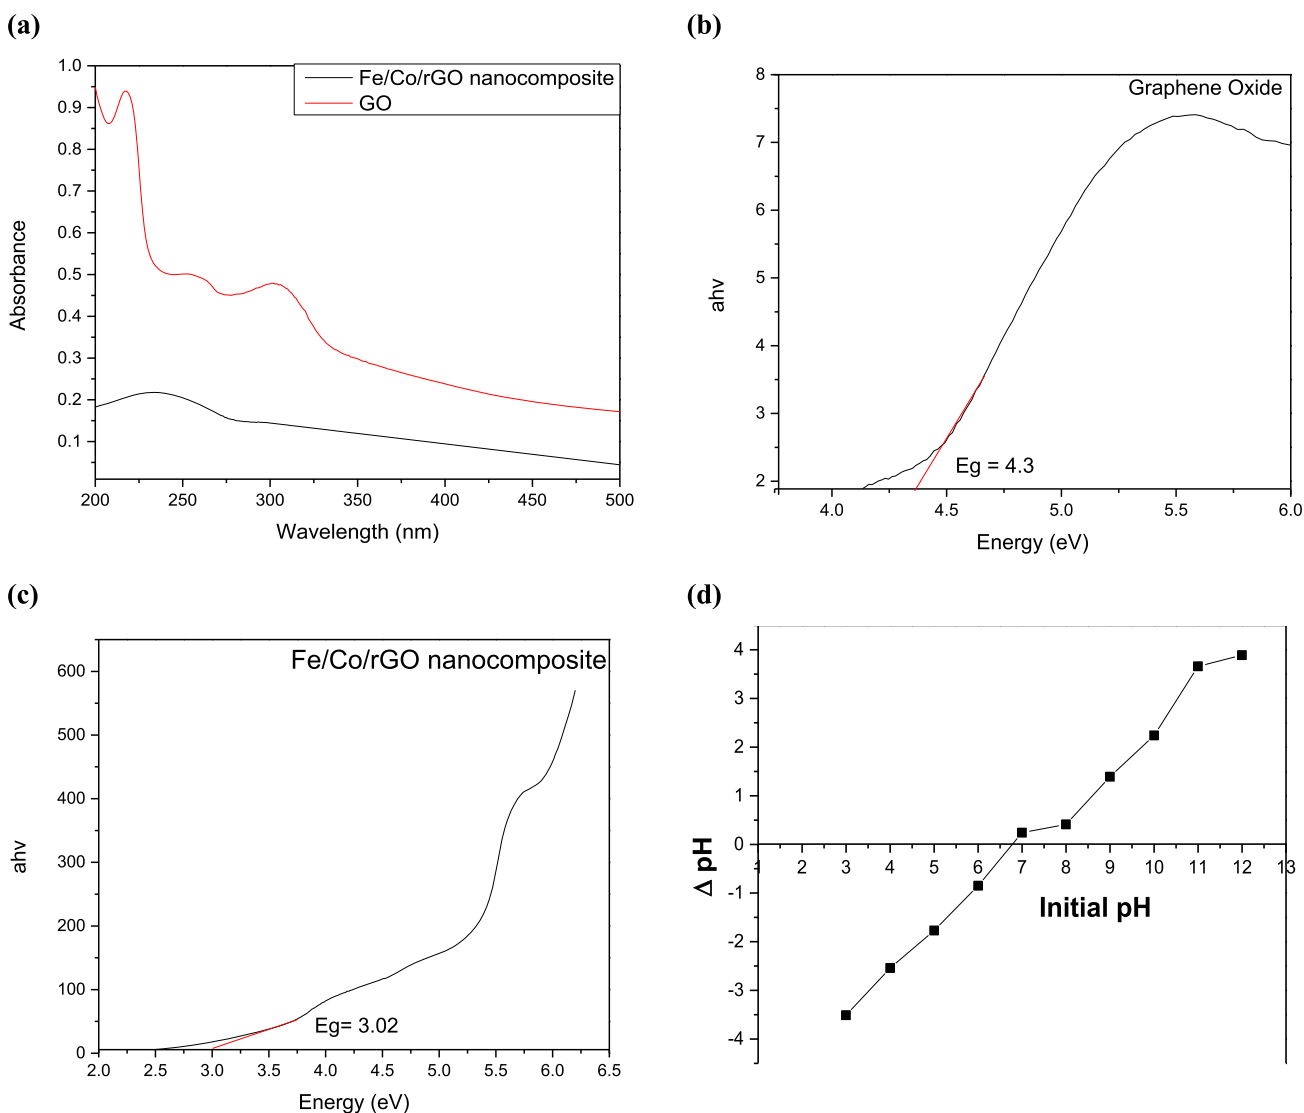 (a)
Fe/Co/rGO nanocomposite
GO
1.0
0.9
0.8
0.7
0.6
0.5
0.4
0.3
0.2
0.1
Absorbance
200 250 300 350 400 450 500
Wavelength (nm)
(b)
Graphene Oxide
8
7
6
5
4
3
2
ahv
Eg = 4.3
4.0 4.5 5.0 5.5 6.0
Energy (eV)
(c)
Fe/Co/rGO nanocomposite
600
500
400
300
200
100
0
ahv
Eg= 3.02
2.0 2.5 3.0 3.5 4.0 4.5 5.0 5.5 6.0 6.5
Energy (eV)
(d)
4
3
2
1
0
-1
-2
-3
-4
Δ pH
1 2 3 4 5 6 7 8 9 10 11 12 13
Initial pH